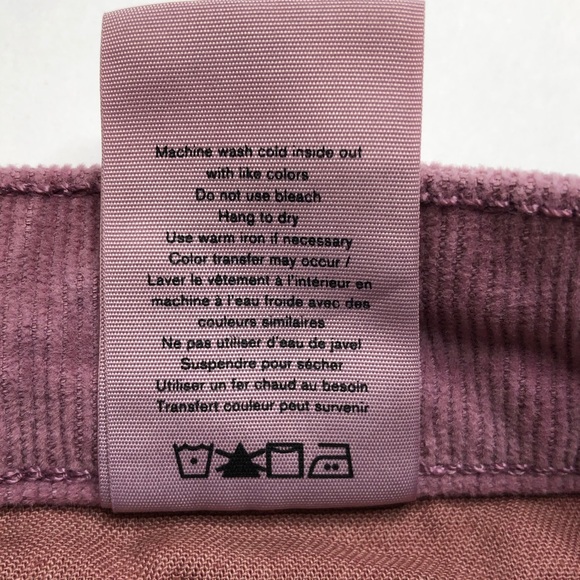 Machine wash cold inside out
with like colors
Do not use bleach
Hang to dry
Use warm iron if necessary
Color transfer may occur /
Laver le vêtement à l'intérieur en
machine à l'eau froide avec des
couleurs similaires
Ne pas utiliser d'eau de javel
Suspendre pour sécher
Utiliser un fer chaud au besoin
Transfert couleur peut survenir